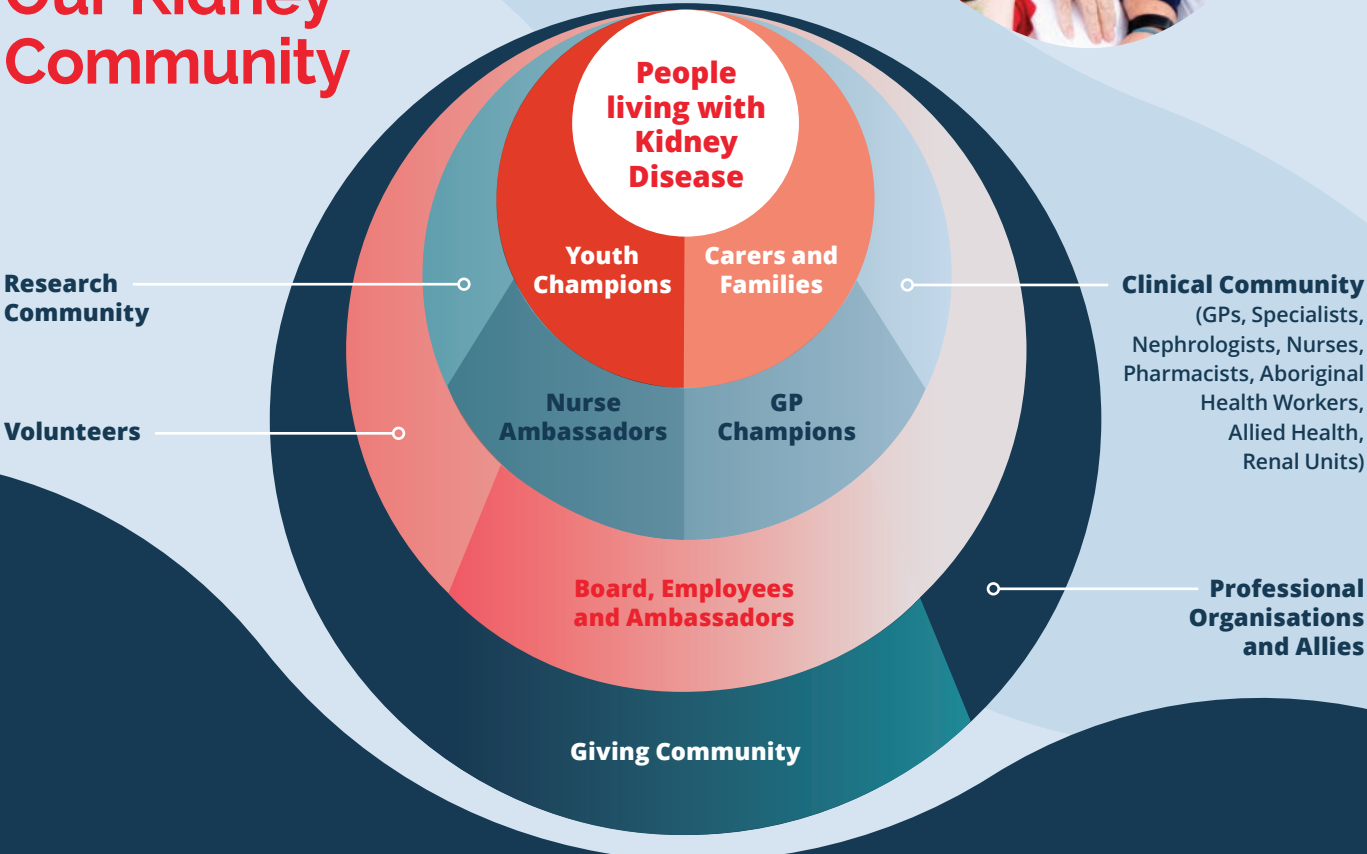 Our Kidney
Community
People
living with
Kidney
Disease
Youth
Champions
Carers and
Families
Research
Community
Clinical Community
(GPs, Specialists,
Nephrologists, Nurses,
Pharmacists, Aboriginal
Health Workers,
Allied Health,
Renal Units)
Nurse
Ambassadors
GP
Champions
Volunteers
Board, Employees
and Ambassadors
Professional
Organisations
and Allies
Giving Community